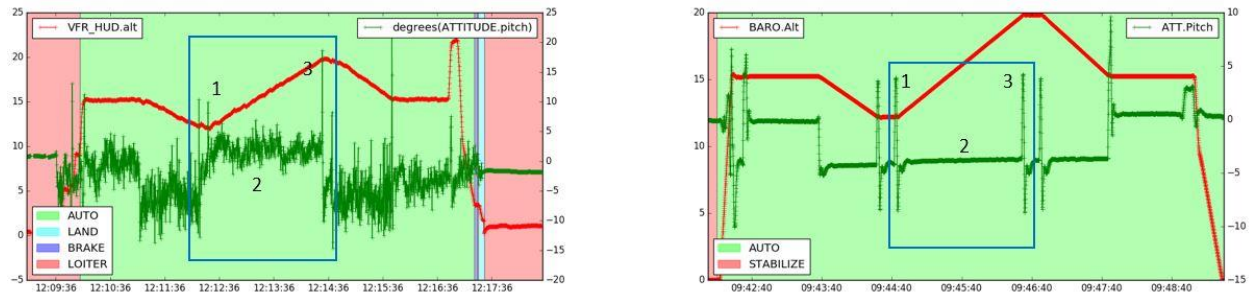 VFR_HUD.alt
degrees(ATTITUDE.pitch)
25
20
15
10
5
0
−5
25
20
15
10
5
0
−5
−10
−15
−20
1
3
2
AUTO
LAND
BRAKE
LOITER
12:09:36 12:10:36 12:11:36 12:12:36 12:13:36 12:14:36 12:15:36 12:16:36 12:17:36
BARO.Alt
ATT.Pitch
20
15
10
5
0
10
5
0
−5
−10
−15
1
3
2
AUTO
STABILIZE
09:42:40 09:43:40 09:44:40 09:45:40 09:46:40 09:47:40 09:48:40